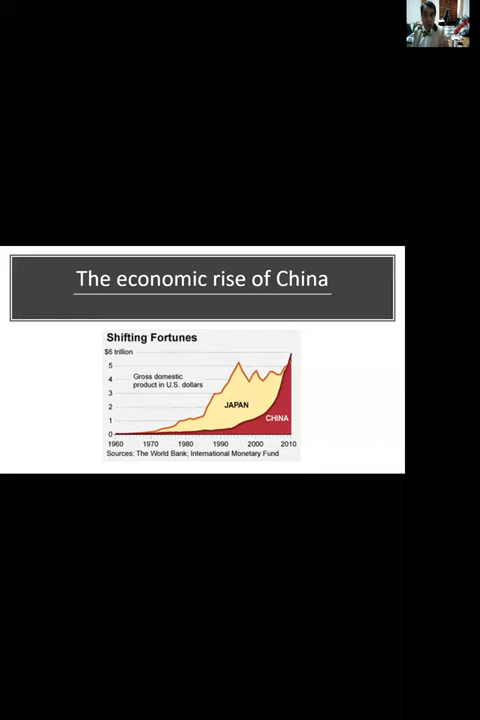 The economic rise of China
Shifting Fortunes
$6 trillion
5
Gross domestic
product in U.S. dollars
4
3
2
1
0
JAPAN
CHINA
1960 1970 1980 1990 2000 2010
Sources: The World Bank; International Monetary Fund